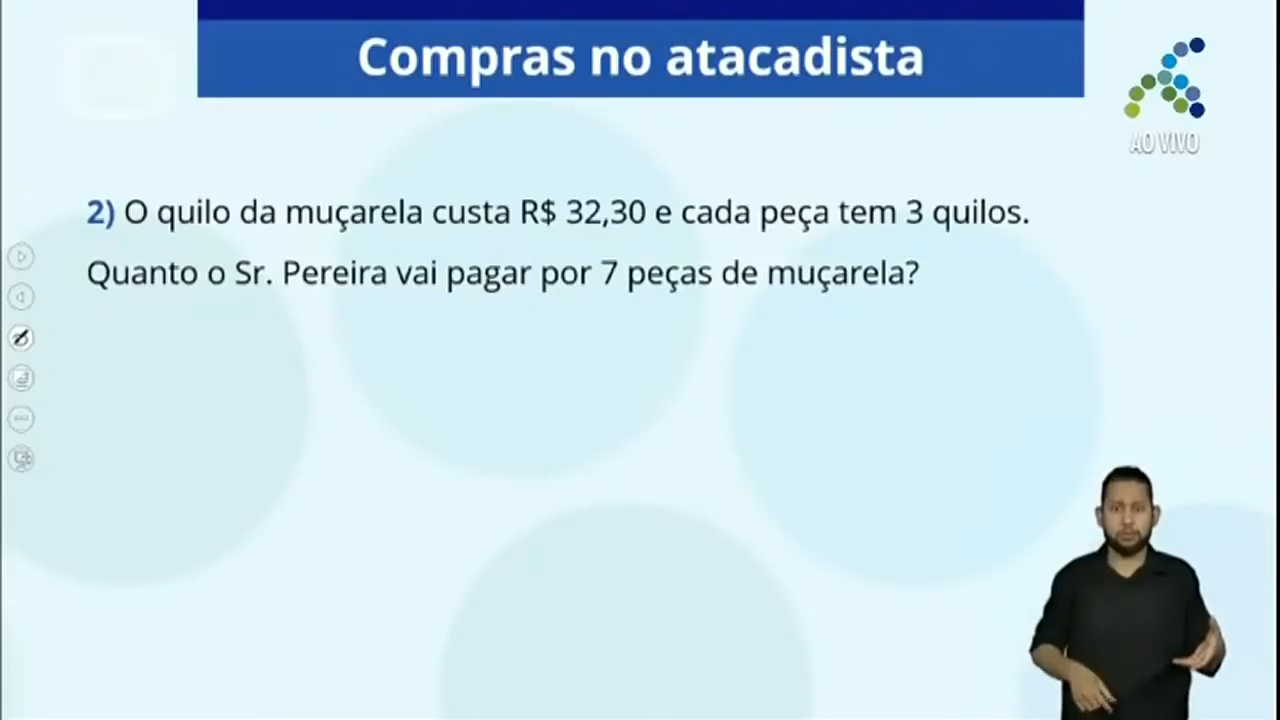 Compras no atacadista
AO VIVO
2) O quilo da muçarela custa R$ 32,30 e cada peça tem 3 quilos.
Quanto o Sr. Pereira vai pagar por 7 peças de muçarela?